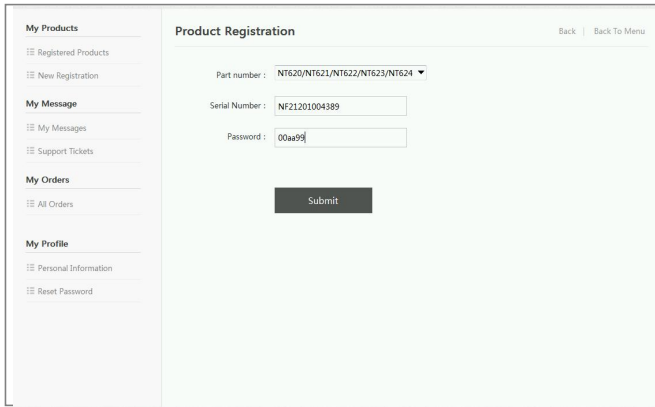 My Products
Registered Products
New Registration
My Message
My Messages
Support Tickets
My Orders
All Orders
My Profile
Personal Information
Reset Password
Product Registration
Back | Back To Menu
Part number : NT620/NT621/NT622/NT623/NT624
Serial Number : NF21201004389
Password : 00aa99
Submit